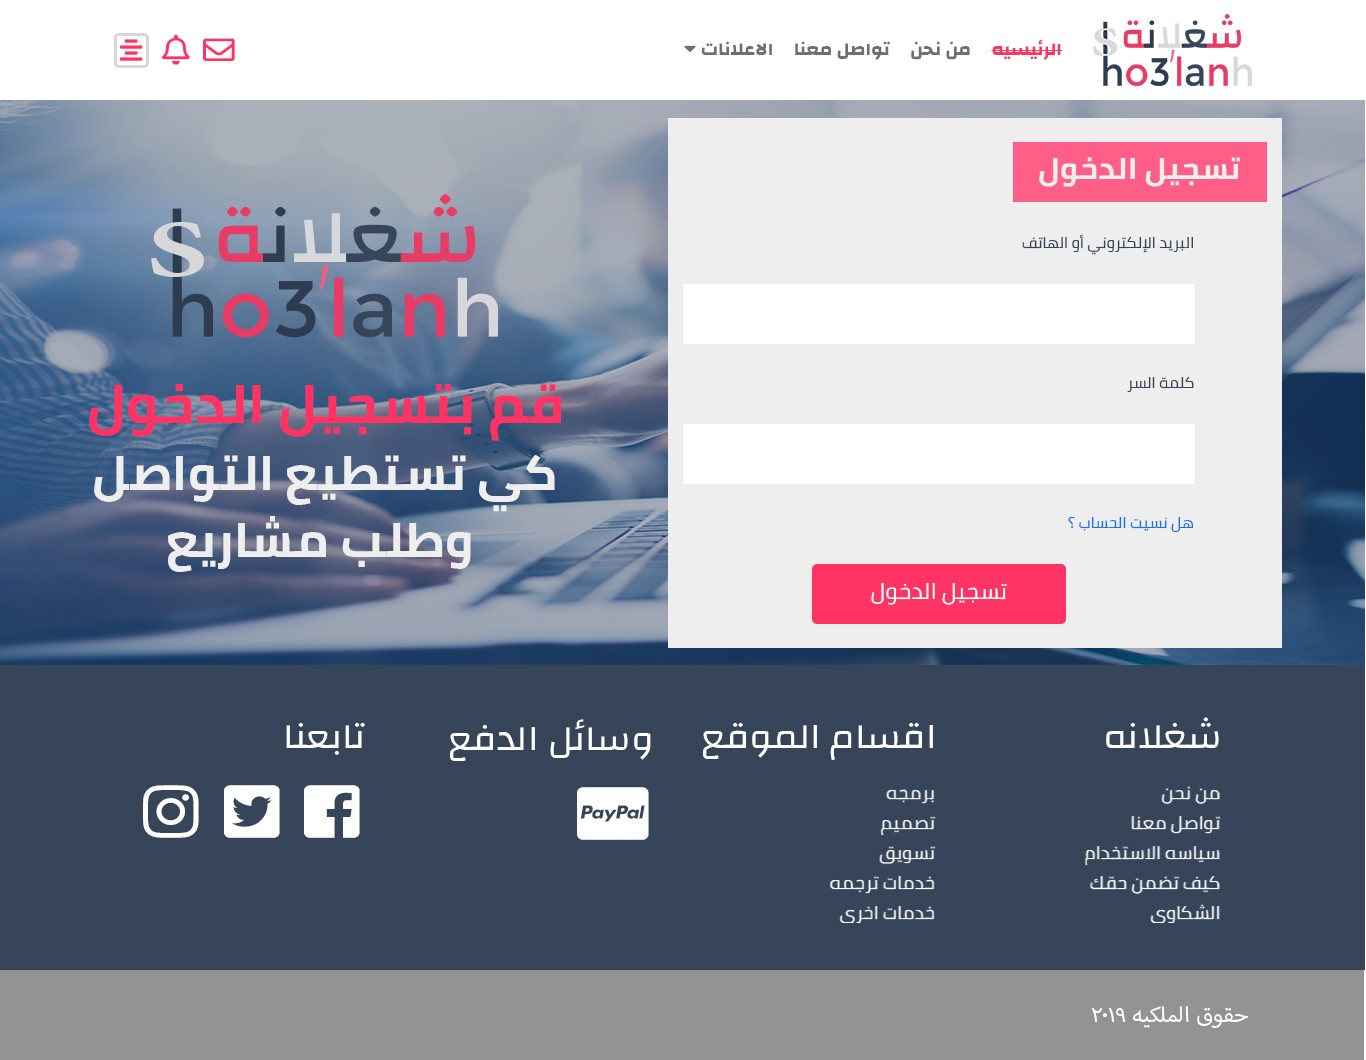 شغلانة
Sho3'lanh
الرئيسيه
من نحن
تواصل معنا
الاعلانات
تسجيل الدخول
البريد الإلكتروني أو الهاتف
كلمة السر
هل نسيت الحساب ؟
تسجيل الدخول
شغلانة
Sho3'lanh
قم بتسجيل الدخول
كي تستطيع التواصل
وطلب مشاريع
شغلانه
من نحن
تواصل معنا
سياسه الاستخدام
كيف تضمن حقك
الشكاوى
اقسام الموقع
برمجه
تصميم
تسويق
خدمات ترجمه
خدمات اخرى
وسائل الدفع
PayPal
تابعنا
حقوق الملكيه ٢٠١٩